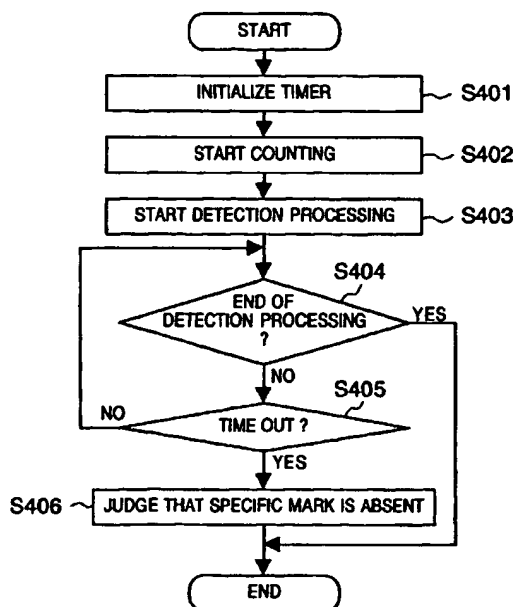 START
INITIALIZE TIMER
S401
START COUNTING
S402
START DETECTION PROCESSING
S403
S404
END OF
DETECTION PROCESSING
?
YES
NO
S405
NO
TIME OUT ?
YES
S406
JUDGE THAT SPECIFIC MARK IS ABSENT
END